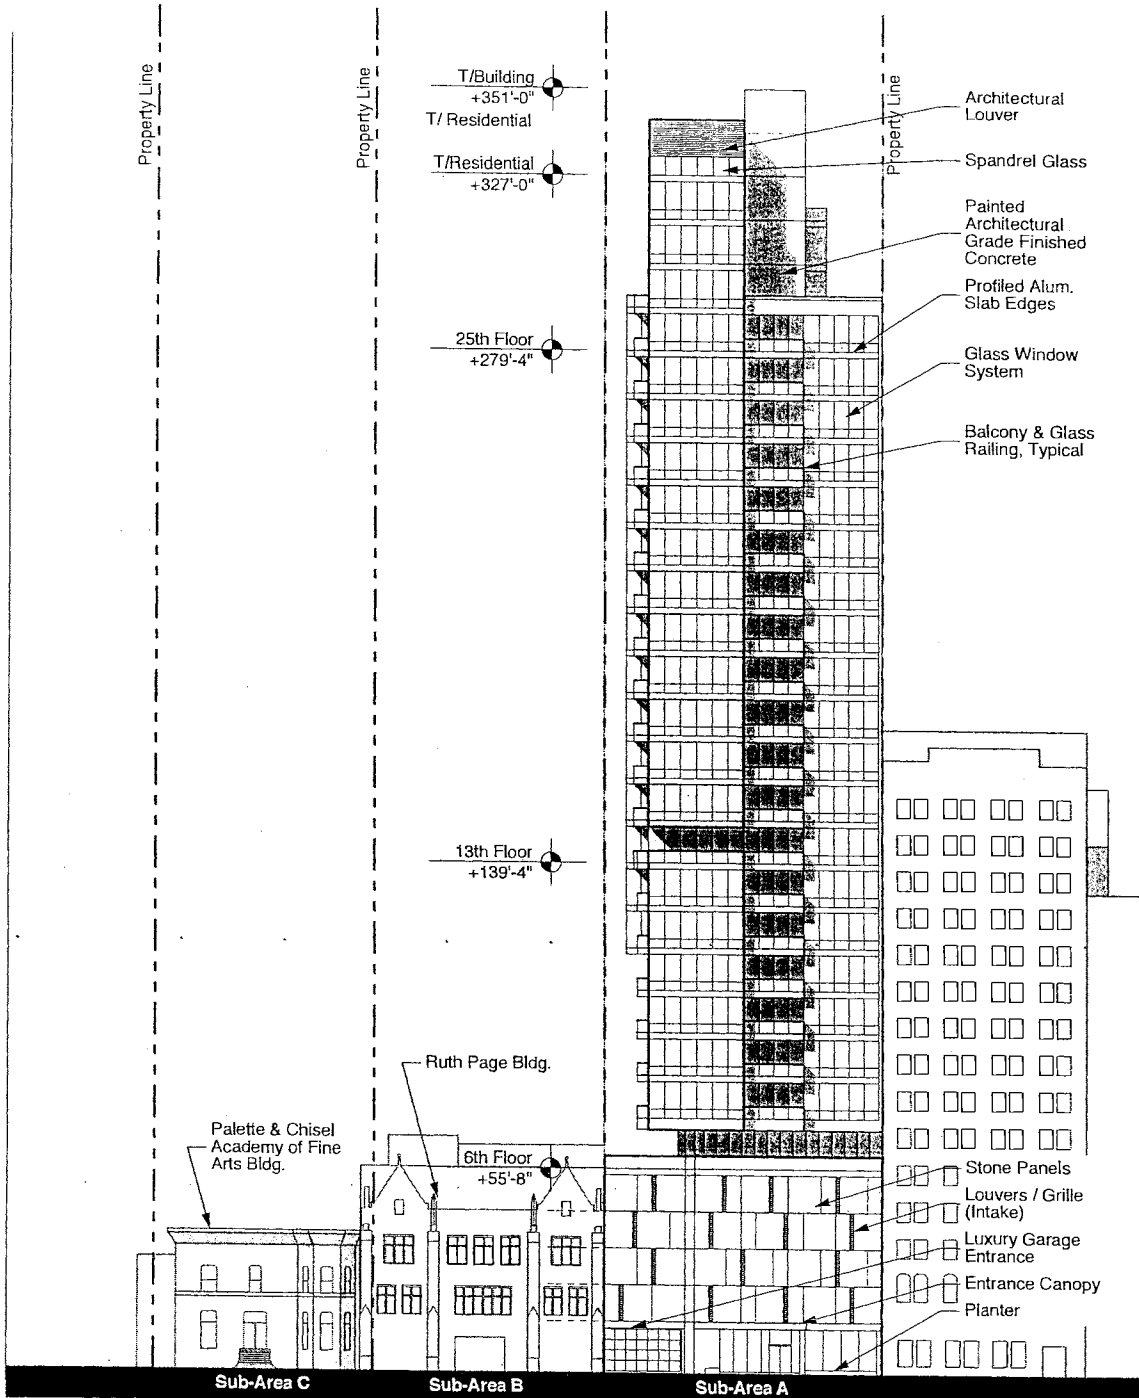 Property Line
Property Line
Property Line
T/Building
+351'-0"
T/ Residential
T/Residential
+327'-0"
25th Floor
+279'-4"
13th Floor
+139'-4"
6th Floor
+55'-8"
Architectural
Louver
Spandrel Glass
Painted
Architectural
Grade Finished
Concrete
Profiled Alum.
Slab Edges
Glass Window
System
Balcony & Glass
Railing, Typical
Ruth Page Bldg.
Palette & Chisel
Academy of Fine
Arts Bldg.
Stone Panels
Louvers / Grille
(Intake)
Luxury Garage
Entrance
Entrance Canopy
Planter
Sub-Area C
Sub-Area B
Sub-Area A